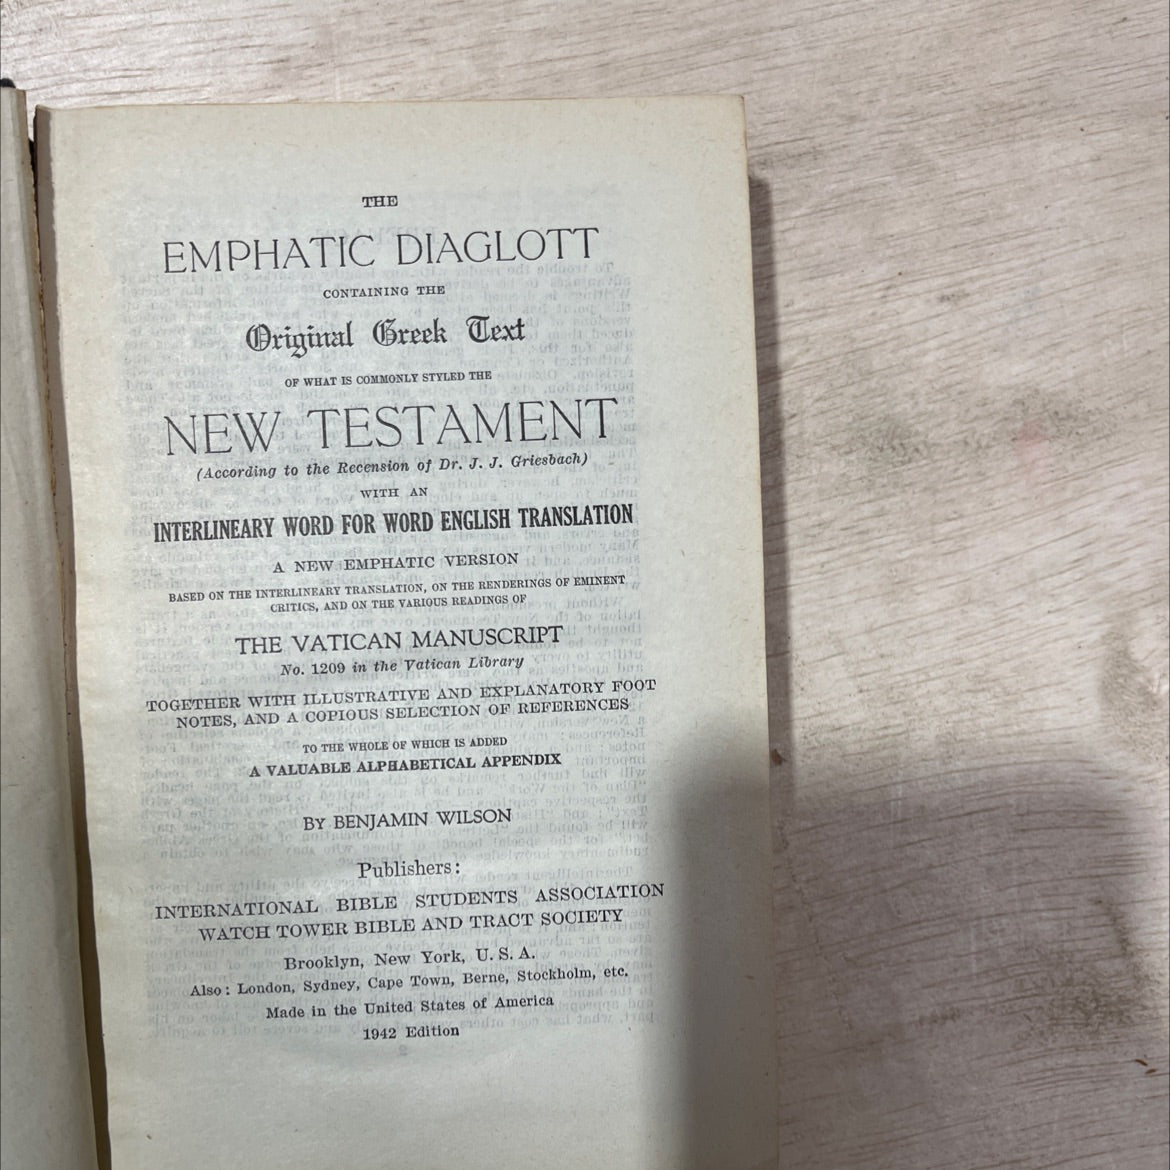 THE
EMPHATIC DIAGLOTT
CONTAINING THE
Original Greek Text
OF WHAT IS COMMONLY STYLED THE
NEW TESTAMENT
(According to the Recension of Dr. J. J. Griesbach)
WITH AN
INTERLINEARY WORD FOR WORD ENGLISH TRANSLATION
A NEW EMPHATIC VERSION
BASED ON THE INTERLINEARY TRANSLATION, ON THE RENDERINGS OF EMINENT
CRITICS, AND ON THE VARIOUS READINGS OF
THE VATICAN MANUSCRIPT
No. 1209 in the Vatican Library
TOGETHER WITH ILLUSTRATIVE AND EXPLANATORY FOOT
NOTES, AND A COPIOUS SELECTION OF REFERENCES
TO THE WHOLE OF WHICH IS ADDED
A VALUABLE ALPHABETICAL APPENDIX
BY BENJAMIN WILSON
Publishers:
INTERNATIONAL BIBLE STUDENTS ASSOCIATION
WATCH TOWER BIBLE AND TRACT SOCIETY
Brooklyn, New York, U. S. A.
Also: London, Sydney, Cape Town, Berne, Stockholm, etc.
Made in the United States of America
1942 Edition